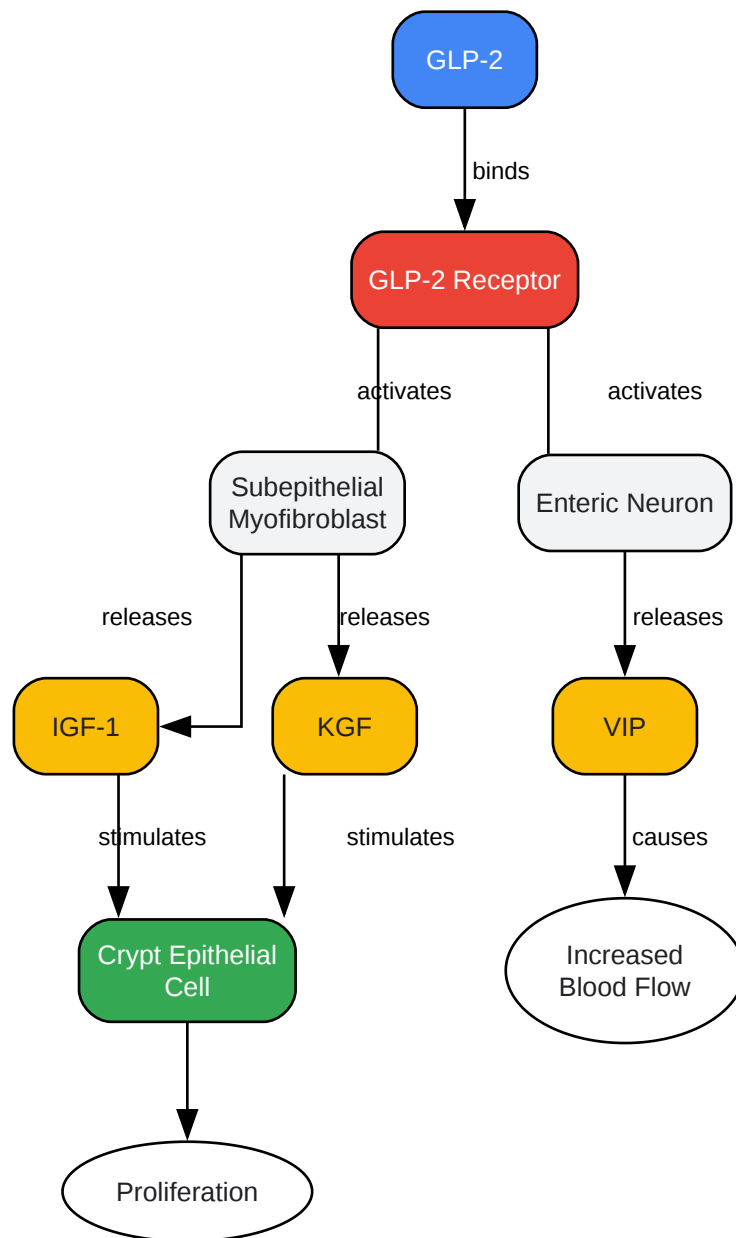 GLP-2
binds
GLP-2 Receptor
activates
activates
Subepithelial
Myofibroblast
Enteric Neuron
releases
releases
releases
IGF-1
KGF
VIP
stimulates
stimulates
causes
Crypt Epithelial
Cell
Increased
Blood Flow
Proliferation